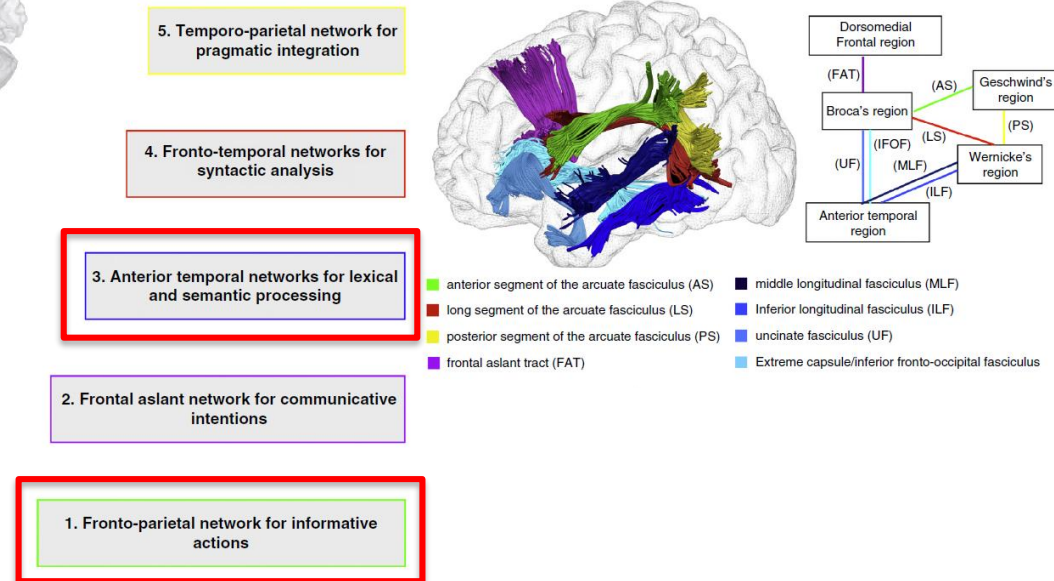 5. Temporo-parietal network for
pragmatic integration
4. Fronto-temporal networks for
syntactic analysis
3. Anterior temporal networks for lexical
and semantic processing
2. Frontal aslant network for communicative
intentions
1. Fronto-parietal network for informative
actions
Dorsomedial
Frontal region
(FAT)
(AS)
Geschwind's
region
Broca's region
(PS)
(LS)
(IFOF)
(UF)
(MLF)
Wernicke's
region
(ILF)
Anterior temporal
region
anterior segment of the arcuate fasciculus (AS)
long segment of the arcuate fasciculus (LS)
posterior segment of the arcuate fasciculus (PS)
frontal aslant tract (FAT)
middle longitudinal fasciculus (MLF)
Inferior longitudinal fasciculus (ILF)
uncinate fasciculus (UF)
Extreme capsule/inferior fronto-occipital fasciculus